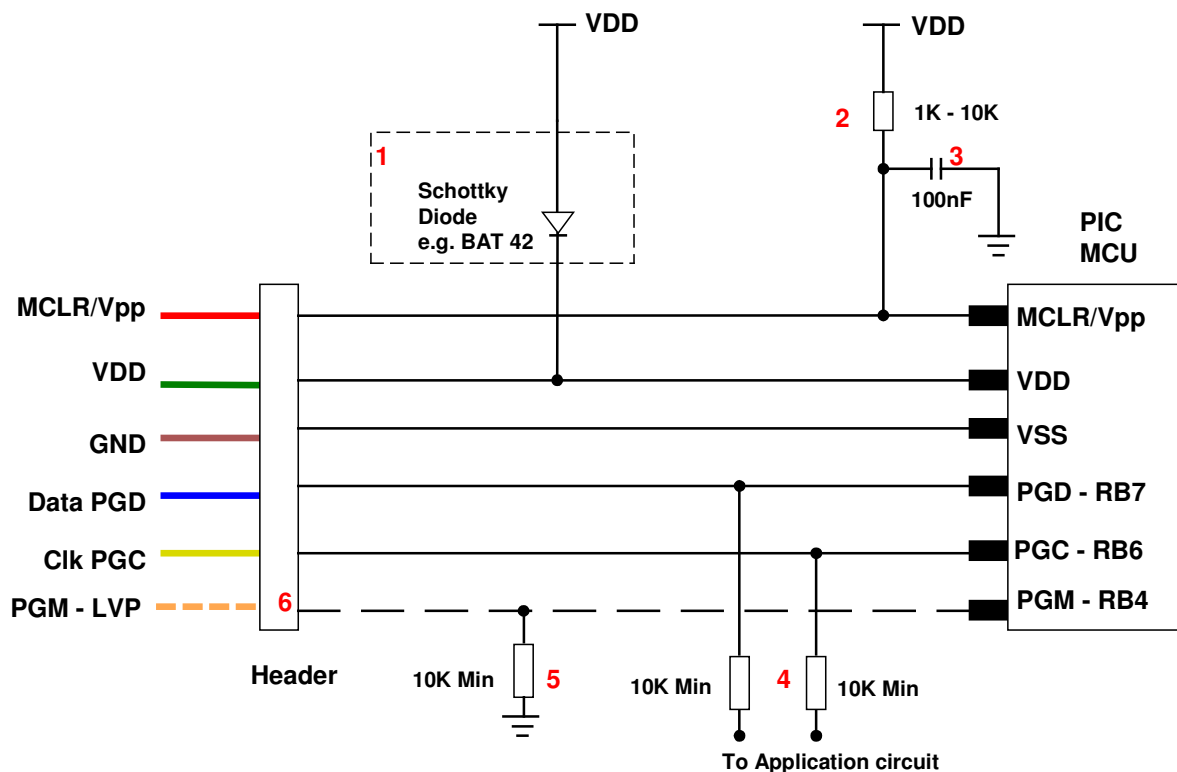 VDD
VDD
2
1K - 10K
1
3
Schottky
Diode
e.g. BAT 42
100nF
PIC
MCU
MCLR/Vpp
MCLR/Vpp
VDD
VDD
GND
VSS
Data PGD
PGD - RB7
Clk PGC
PGC - RB6
PGM - LVP
6
PGM - RB4
Header
10K Min
5
10K Min
4
10K Min
To Application circuit